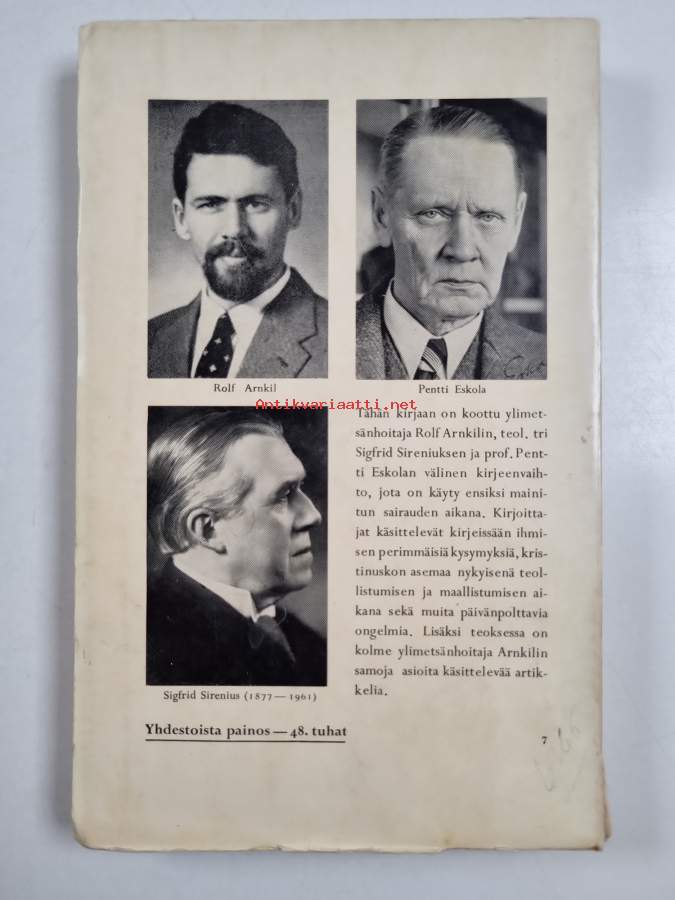 Rolf Arnkil
Pentti Eskola
Antikvariaatti.net
Tähän kirjaan on koottu ylimet-
sänhoitaja Rolf Arnkilin, teol. tri
Sigfrid Sireniuksen ja prof. Pent-
ti Eskolan välinen kirjeenvaih-
to, jota on käyty ensiksi maini-
tun sairauden aikana. Kirjoitta-
jat käsittelevät kirjeissään ihmi-
sen perimmäisiä kysymyksiä, kris-
tinuskon asemaa nykyisenä teol-
listumisen ja maallistumisen ai-
kana sekä muita päivänpolttavia
ongelmia. Lisäksi teoksessa on
kolme ylimetsänhoitaja Arnkilin
samoja asioita käsittelevää artik-
kelia.
Sigfrid Sirenius (1877—1961)
Yhdestoista painos—48. tuhat
7